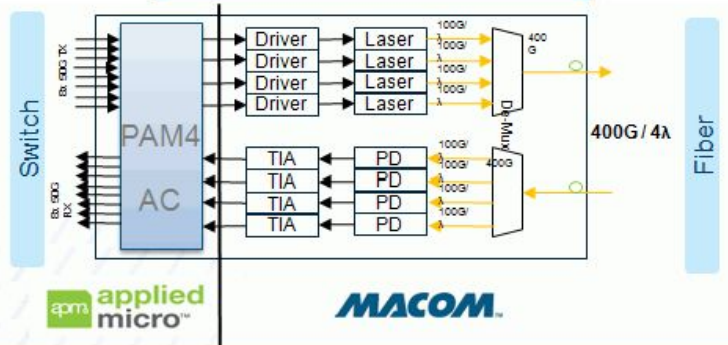 Switch
8x 50G TX
8x 50G RX
PAM4
AC
Driver
Driver
Driver
Driver
Laser
Laser
Laser
Laser
100G/
λ
100G/
λ
100G/
λ
100G/
λ
400
G
De-Mux
400G / 4λ
Fiber
TIA
TIA
TIA
TIA
PD
PD
PD
PD
100G/
λ
100G/
λ
100G/
λ
100G/
λ
400G
apm
applied
micro™
MACOM™